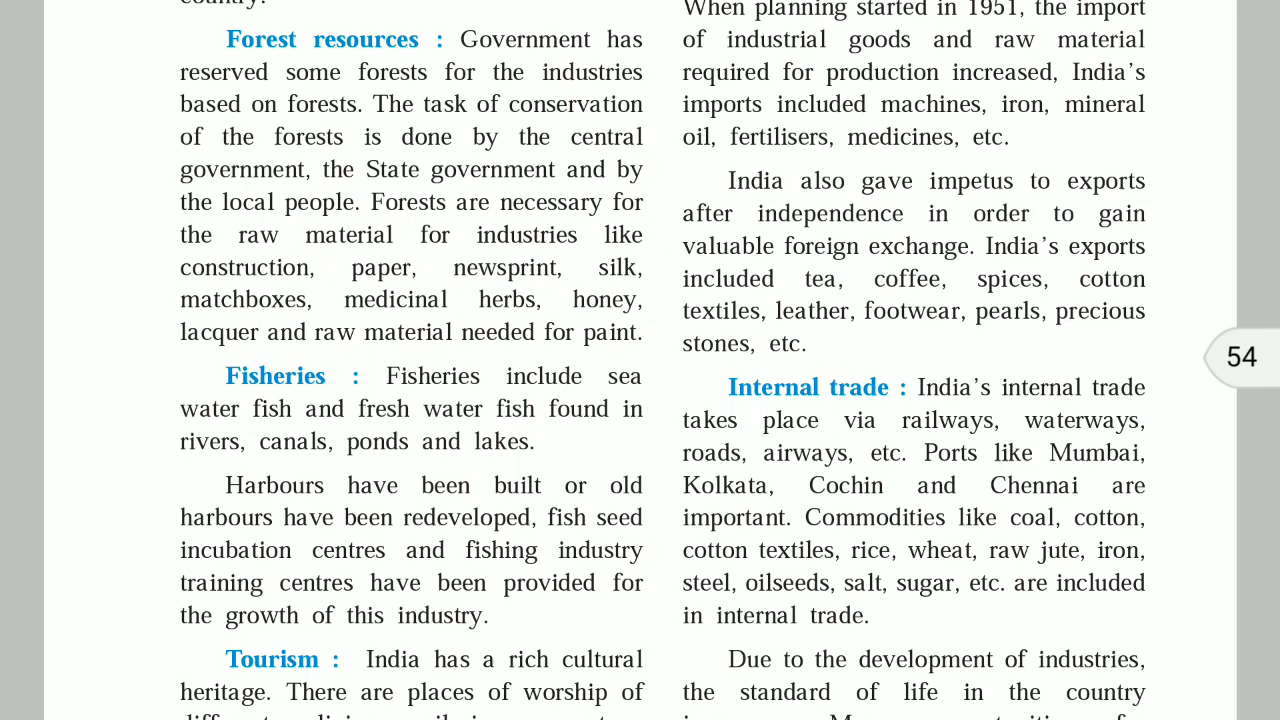 country.
Forest resources : Government has
reserved some forests for the industries
based on forests. The task of conservation
of the forests is done by the central
government, the State government and by
the local people. Forests are necessary for
the raw material for industries like
construction, paper, newsprint, silk,
matchboxes, medicinal herbs, honey,
lacquer and raw material needed for paint.
Fisheries : Fisheries include sea
water fish and fresh water fish found in
rivers, canals, ponds and lakes.
Harbours have been built or old
harbours have been redeveloped, fish seed
incubation centres and fishing industry
training centres have been provided for
the growth of this industry.
Tourism : India has a rich cultural
heritage. There are places of worship of
When planning started in 1951, the import
of industrial goods and raw material
required for production increased, India's
imports included machines, iron, mineral
oil, fertilisers, medicines, etc.
India also gave impetus to exports
after independence in order to gain
valuable foreign exchange. India's exports
included tea, coffee, spices, cotton
textiles, leather, footwear, pearls, precious
stones, etc.
Internal trade : India's internal trade
takes place via railways, waterways,
roads, airways, etc. Ports like Mumbai,
Kolkata, Cochin and Chennai are
important. Commodities like coal, cotton,
cotton textiles, rice, wheat, raw jute, iron,
steel, oilseeds, salt, sugar, etc. are included
in internal trade.
Due to the development of industries,
the standard of life in the country
54